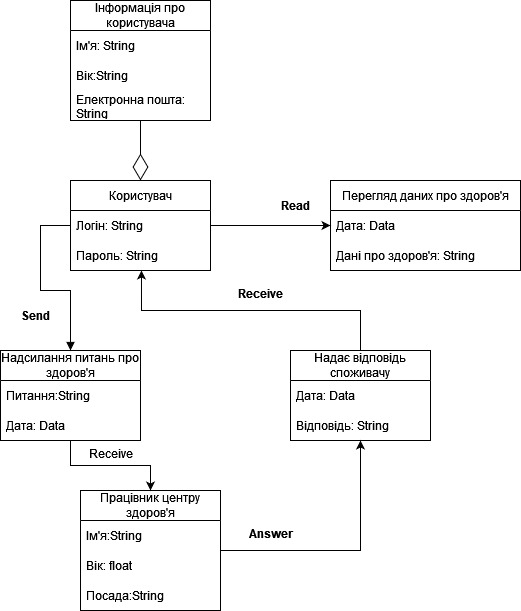 Інформація про
користувача
Ім'я: String
Вік:String
Електронна пошта:
String
Користувач
Логін: String
Пароль: String
Read
Перегляд даних про здоров'я
Дата: Data
Дані про здоров'я: String
Receive
Send
Надсилання питань про
здоров'я
Питання:String
Дата: Data
Надає відповідь
споживачу
Дата: Data
Відповідь: String
Receive
Працівник центру
здоров'я
Ім'я:String
Вік: float
Посада:String
Answer